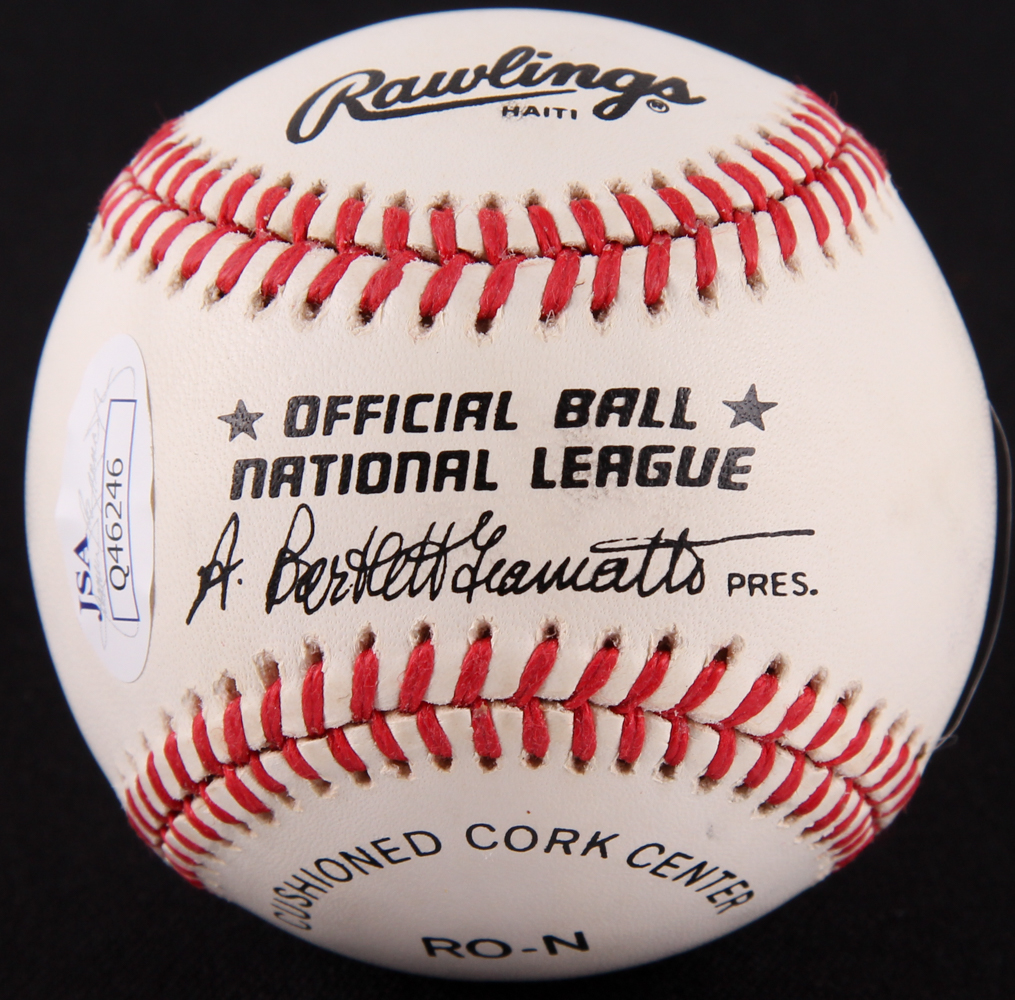 Rawlings ®
HAITI
★ OFFICIAL BALL ★
NATIONAL LEAGUE
A. Bartlett Giamatti PRES.
CUSHIONED CORK CENTER
RO-N
JSA
Q46246